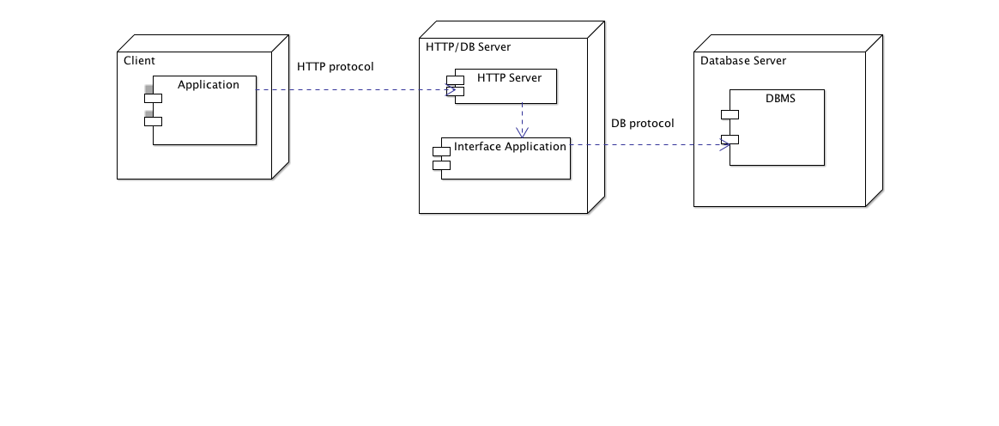 Client
Application
HTTP protocol
HTTP/DB Server
HTTP Server
Interface Application
DB protocol
Database Server
DBMS